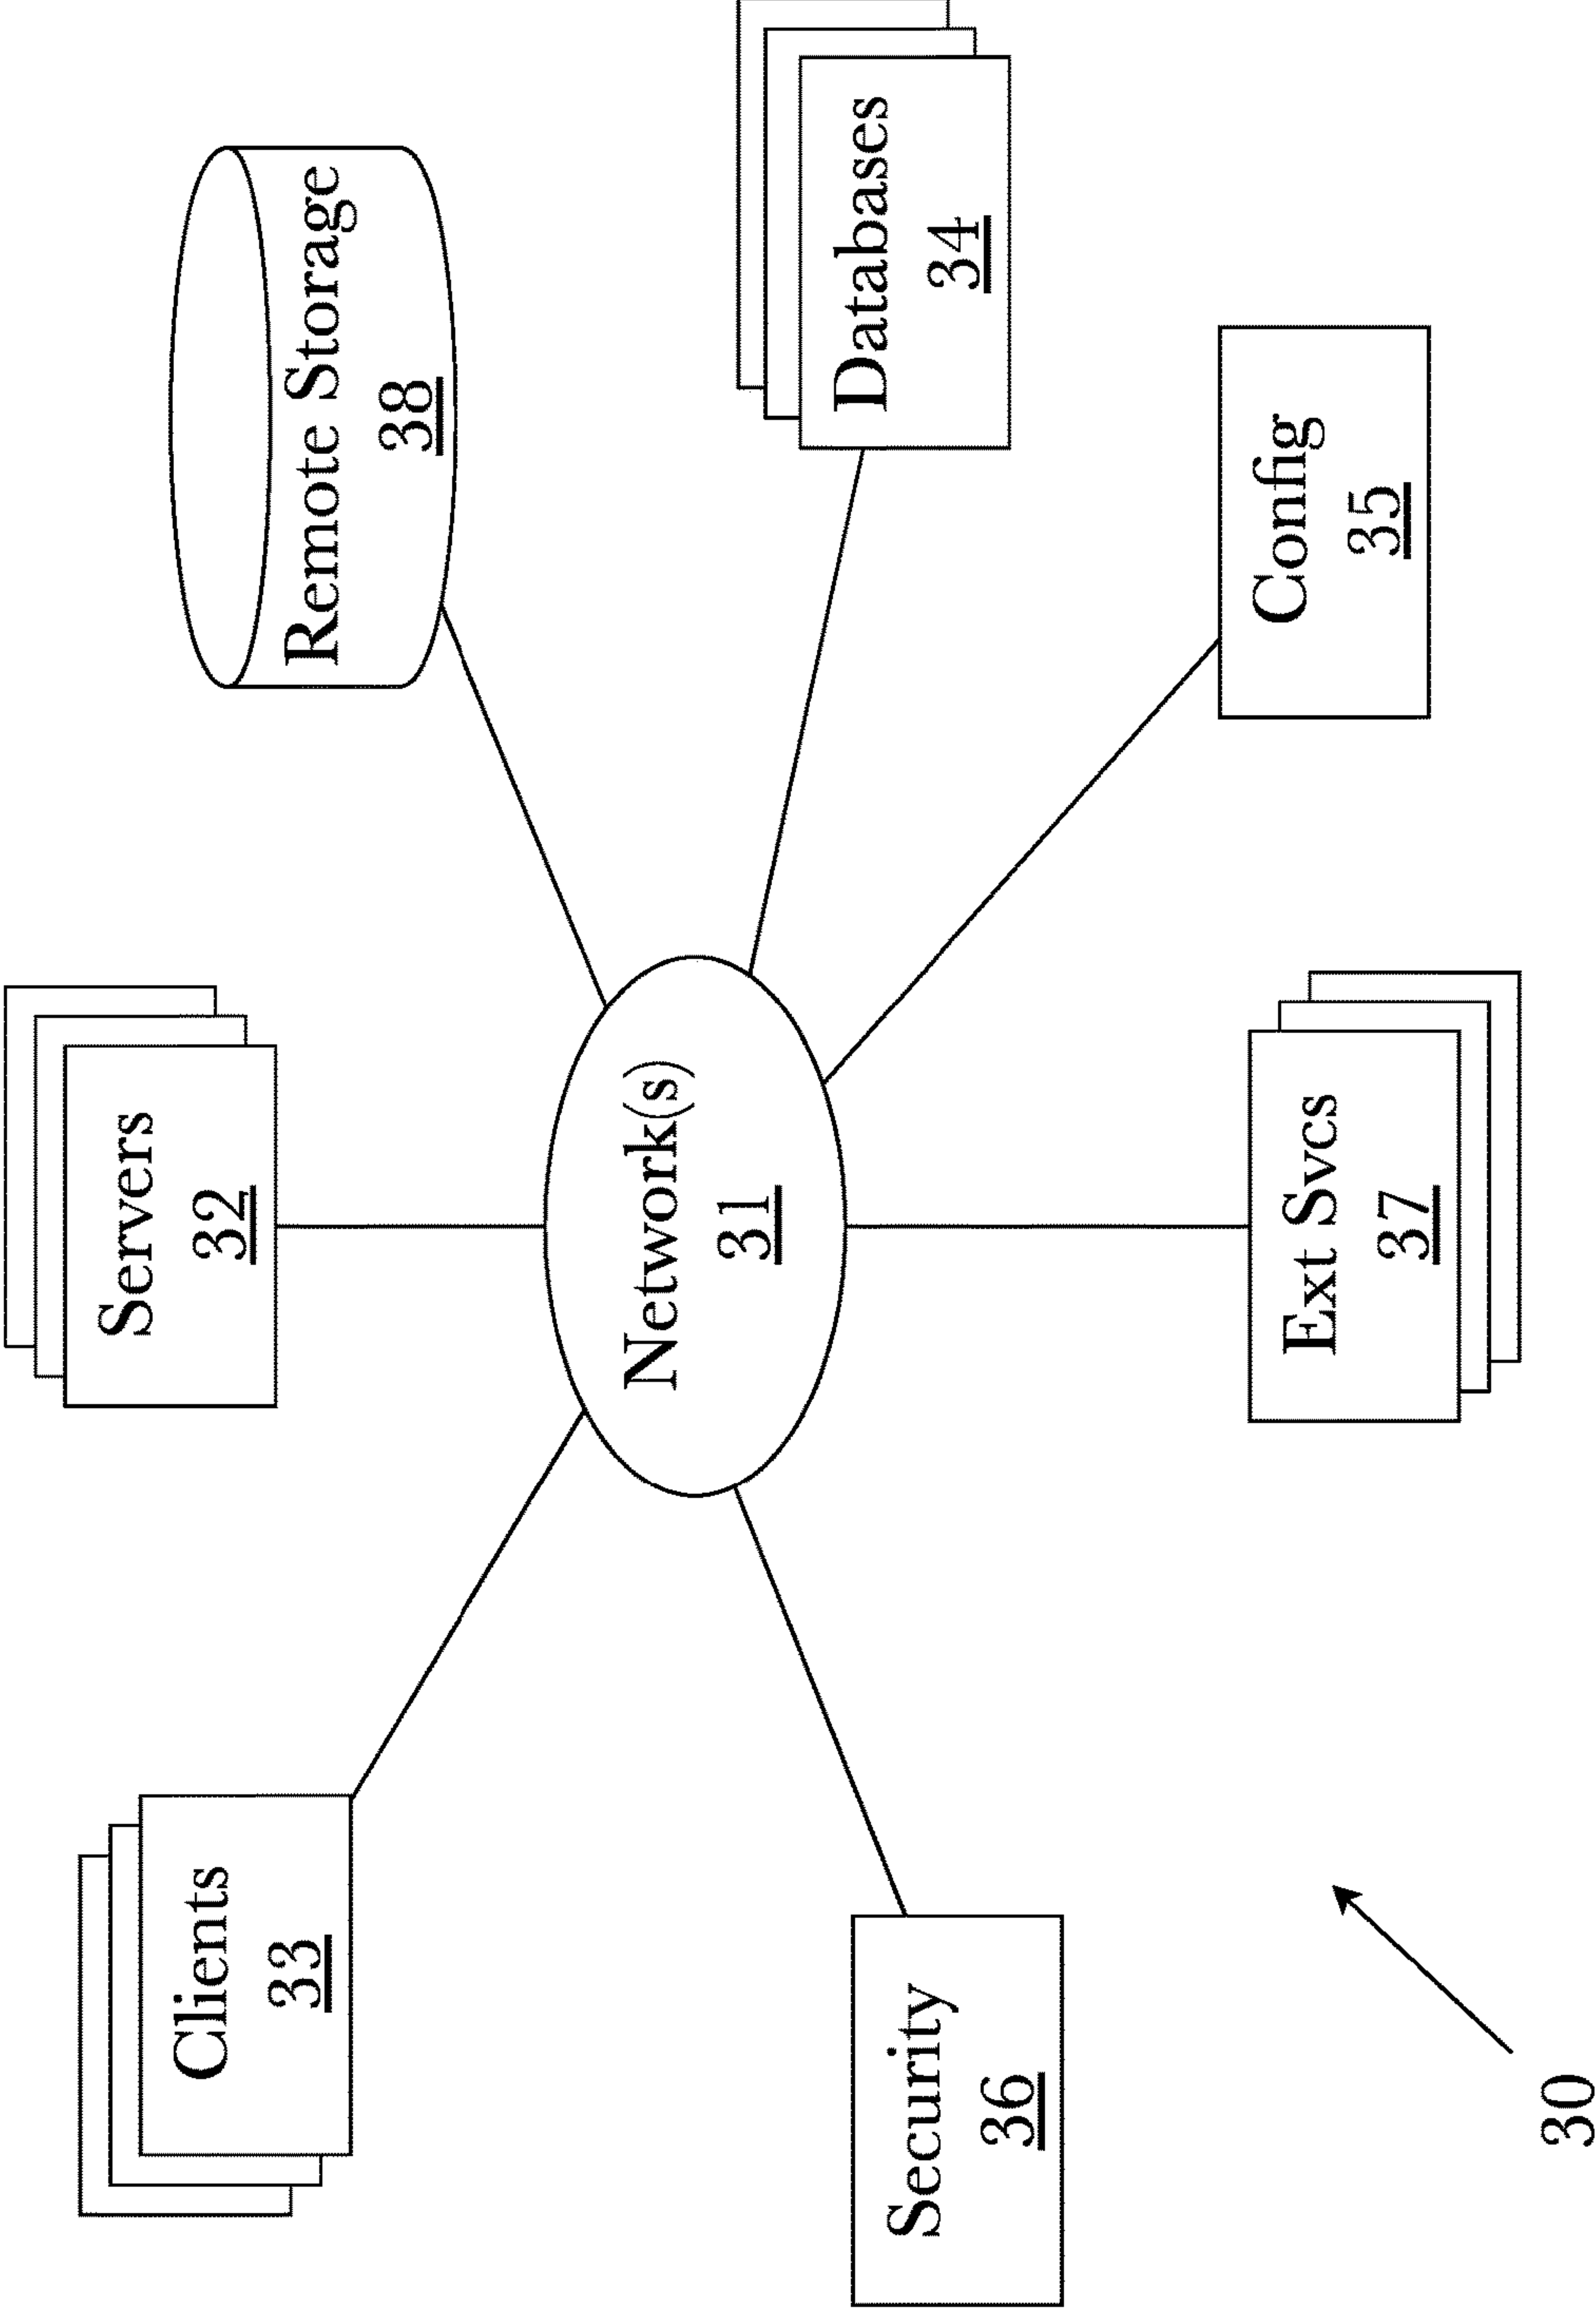 Clients
33
Servers
32
Remote Storage
38
Network(s)
31
Databases
34
Security
36
Ext Svcs
37
Config
35
30